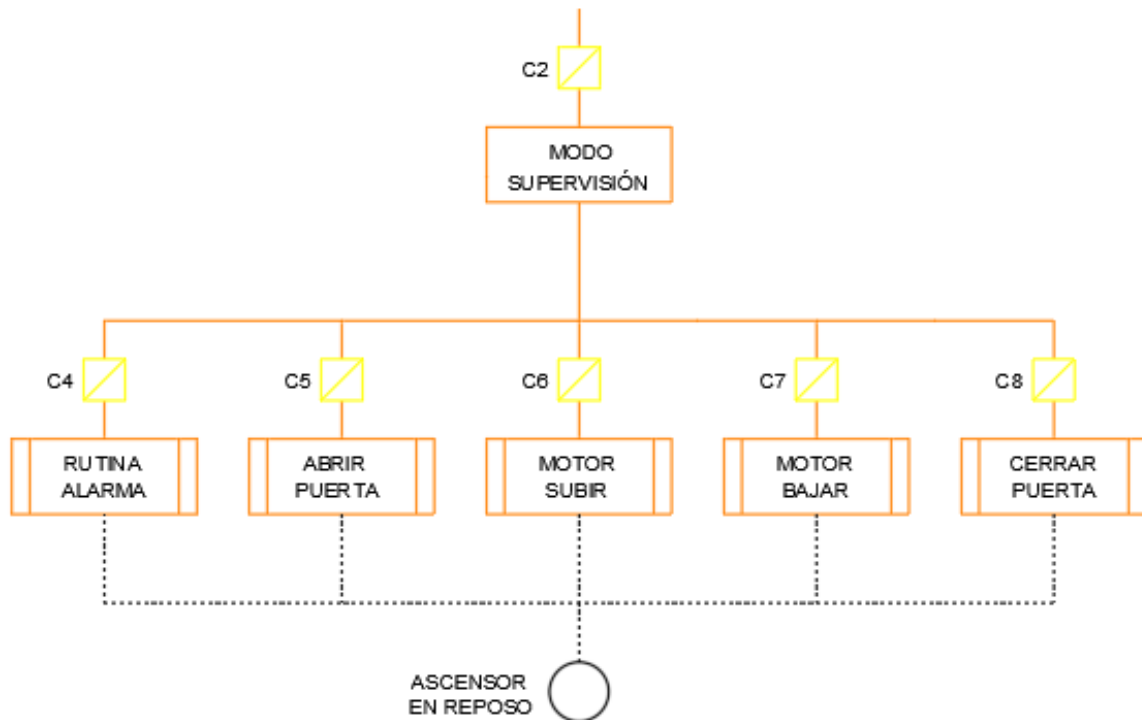 C2
MODO
SUPERVISIÓN
C4
C5
C6
C7
C8
RUTINA
ALARMA
ABRIR
PUERTA
MOTOR
SUBIR
MOTOR
BAJAR
CERRAR
PUERTA
ASCENSOR
EN REPOSO